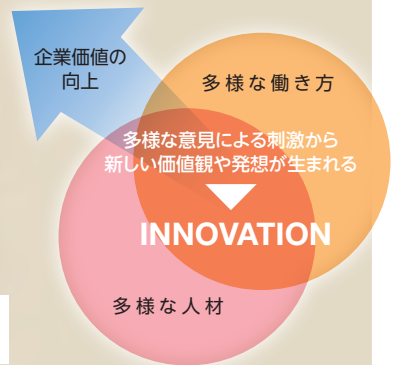 企業価値の
向上
多様な働き方
多様な意見による刺激から
新しい価値観や発想が生まれる
INNOVATION
多様な人材